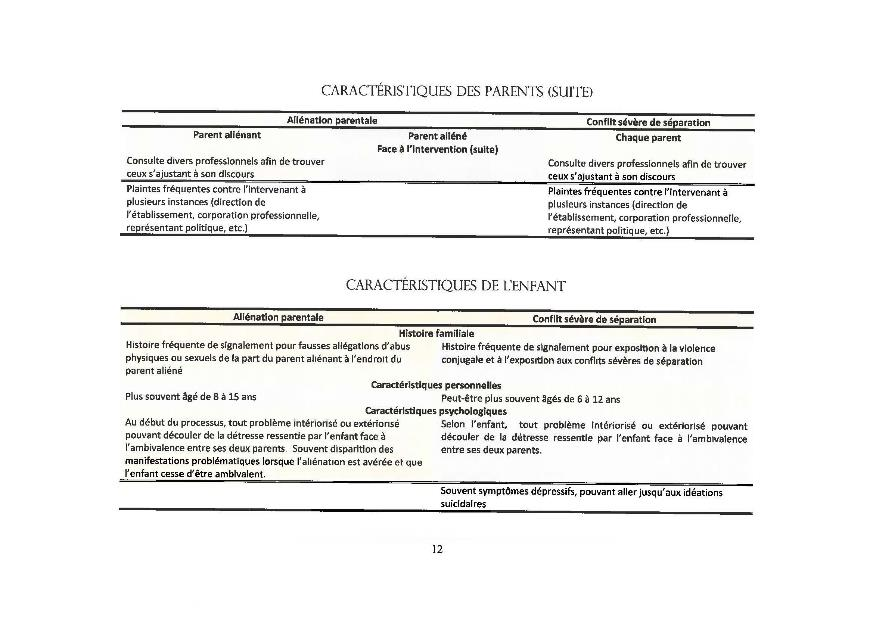 CARACTÉRISTIQUES DES PARENTS (SUITE)
Aliénation parentale Conflit sévère de séparation
Parent aliénant Parent aliéné Chaque parent
Face à l'intervention (suite)
Consulte divers professionnels afin de trouver
ceux s'ajustant à son discours
Consulte divers professionnels afin de trouver
ceux s'ajustant à son discours
Plaintes fréquentes contre l'intervenant à
plusieurs instances (direction de
l'établissement, corporation professionnelle,
représentant politique, etc.)
Plaintes fréquentes contre l'intervenant à
plusieurs instances (direction de
l'établissement, corporation professionnelle,
représentant politique, etc.)
CARACTÉRISTIQUES DE L'ENFANT
Aliénation parentale Conflit sévère de séparation
Histoire familiale
Histoire fréquente de signalement pour fausses allégations d'abus
physiques ou sexuels de la part du parent aliénant à l'endroit du
parent aliéné
Histoire fréquente de signalement pour exposition à la violence
conjugale et à l'exposition aux conflits sévères de séparation
Caractéristiques personnelles
Plus souvent âgé de 8 à 15 ans Peut-être plus souvent âgés de 6 à 12 ans
Caractéristiques psychologiques
Au début du processus, tout problème intériorisé ou extériorisé
pouvant découler de la détresse ressentie par l'enfant face à
l'ambivalence entre ses deux parents. Souvent disparition des
manifestations problématiques lorsque l'aliénation est avérée et que
l'enfant cesse d'être ambivalent.
Selon l'enfant, tout problème intériorisé ou extériorisé pouvant
découler de la détresse ressentie par l'enfant face à l'ambivalence
entre ses deux parents.
Souvent symptômes dépressifs, pouvant aller jusqu'aux idéations
suicidaires
12